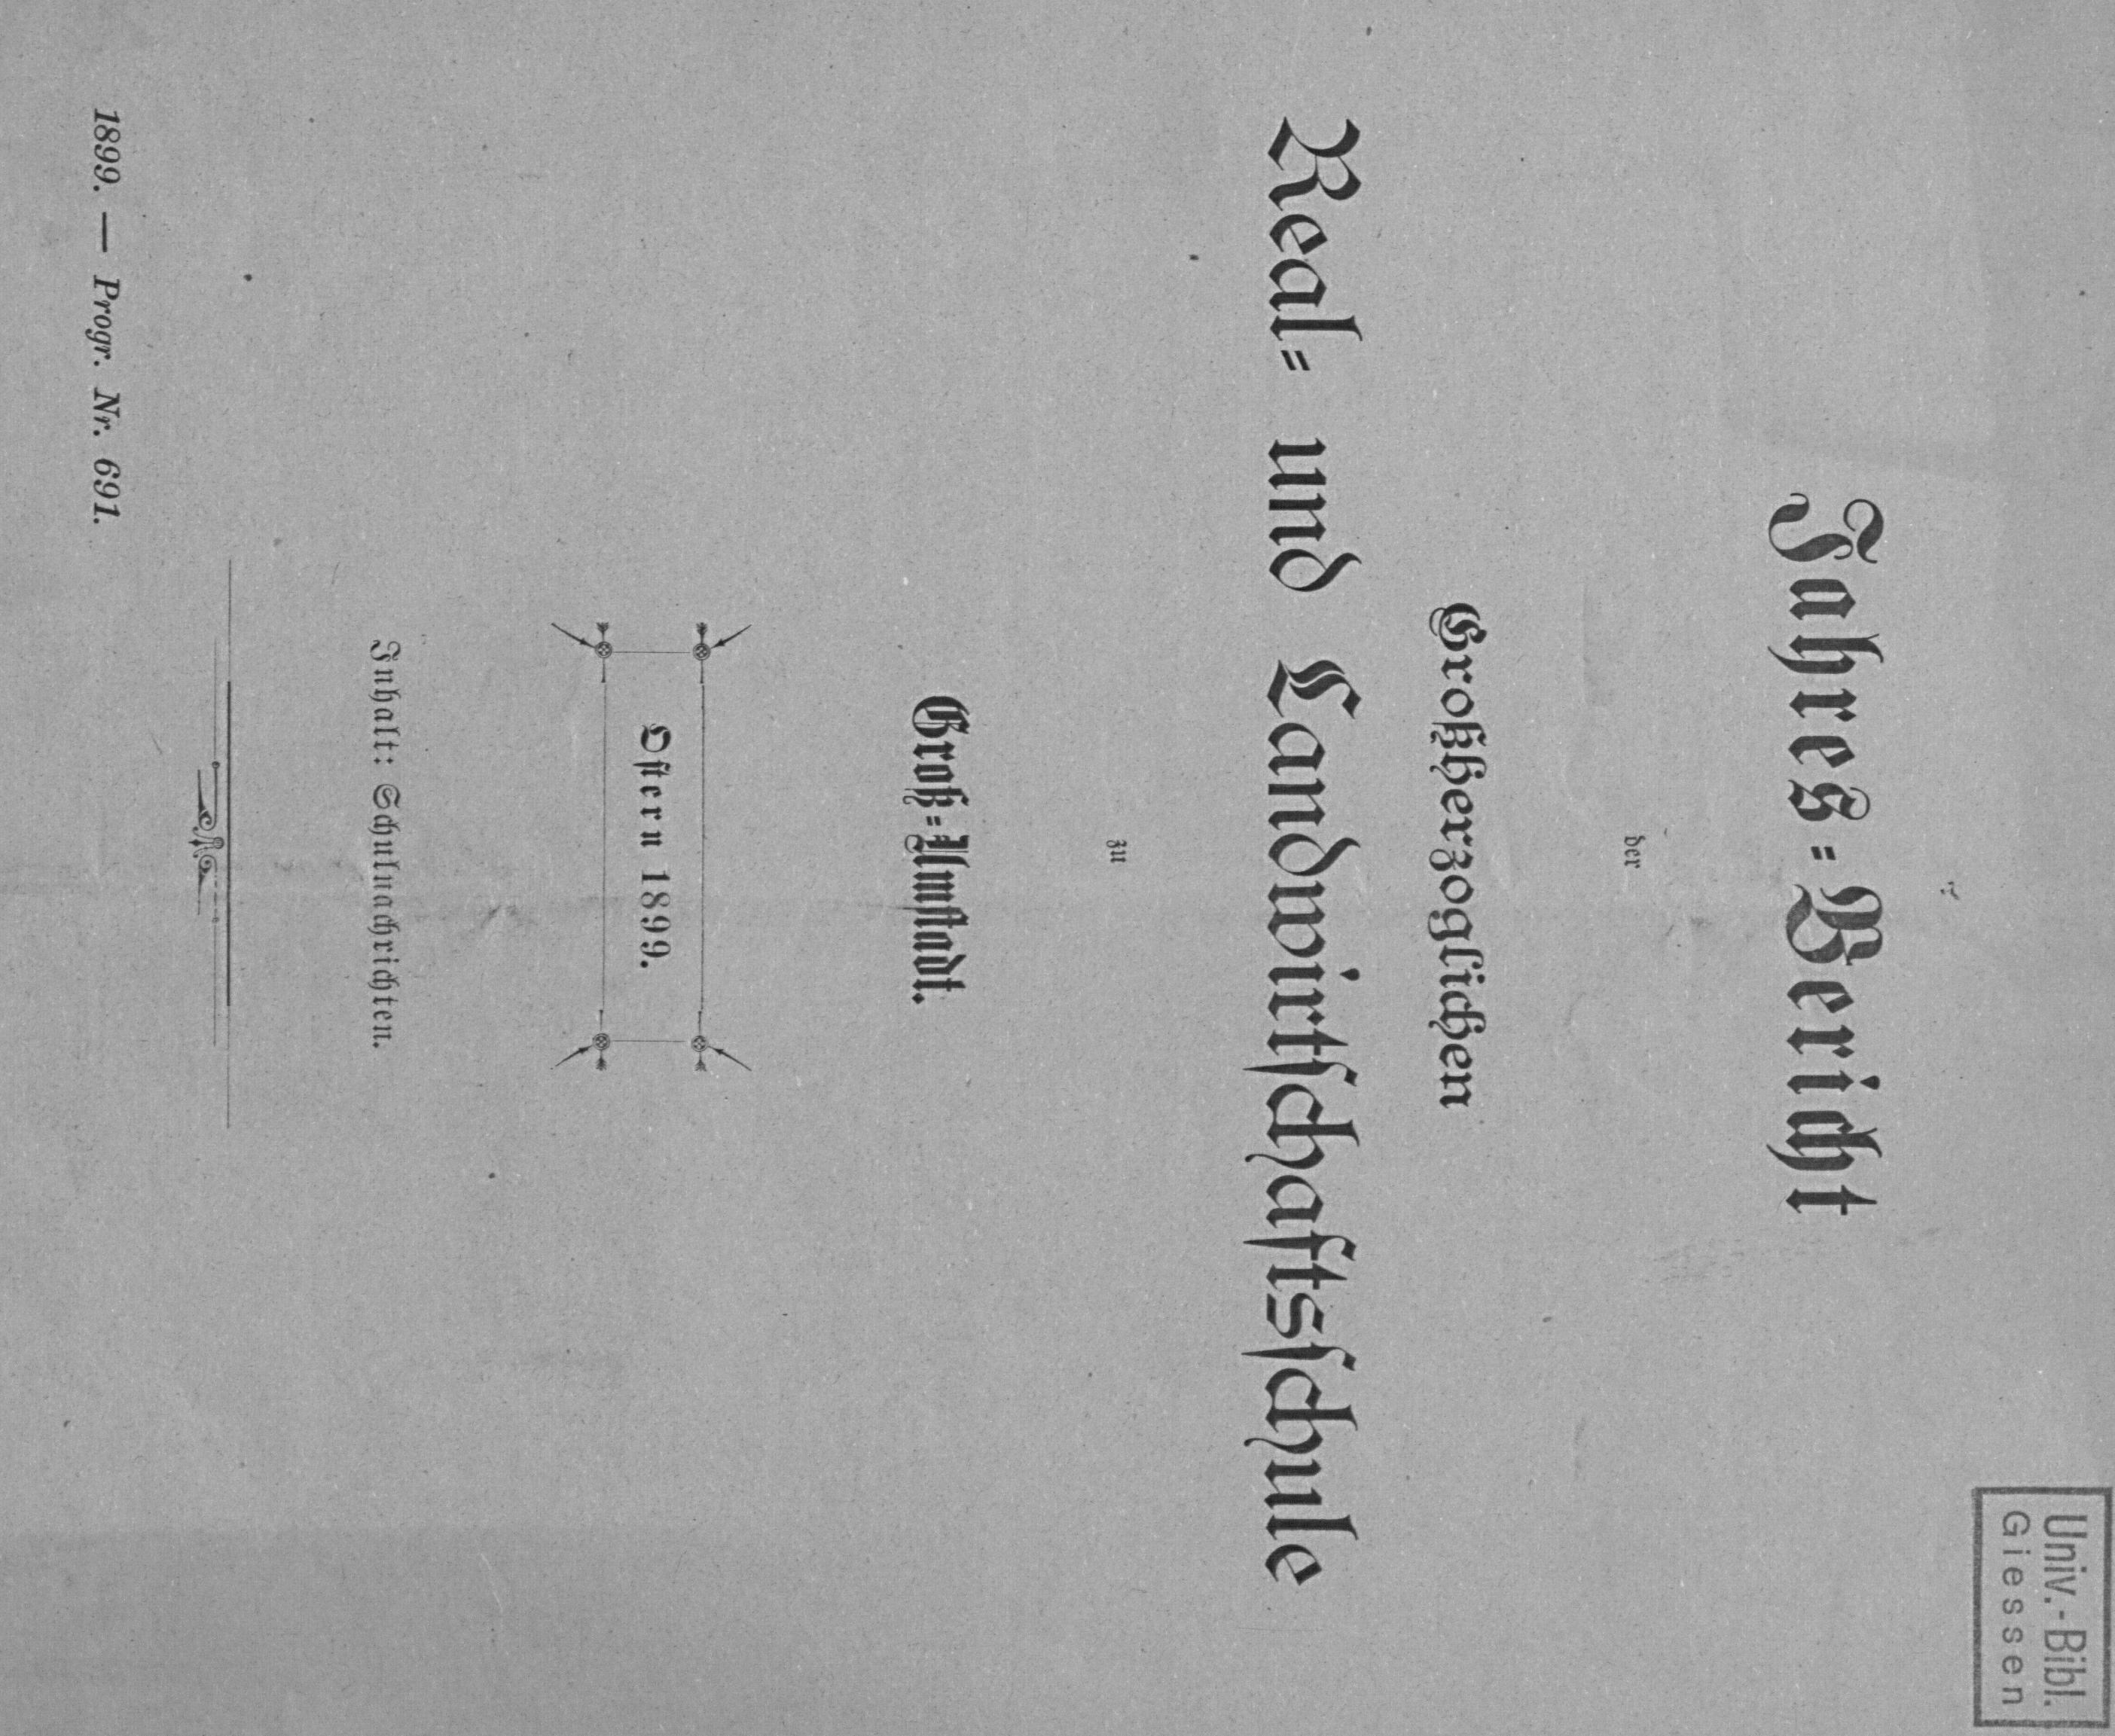 Univ.-Bibl.
Giessen
Jahres-Bericht
der
Großherzoglichen
Real- und Landwirtschaftsschule
zu
Groß-Umstadt.
Ostern 1899.
Inhalt: Schulnachrichten.
1899. — Progr. Nr. 691.